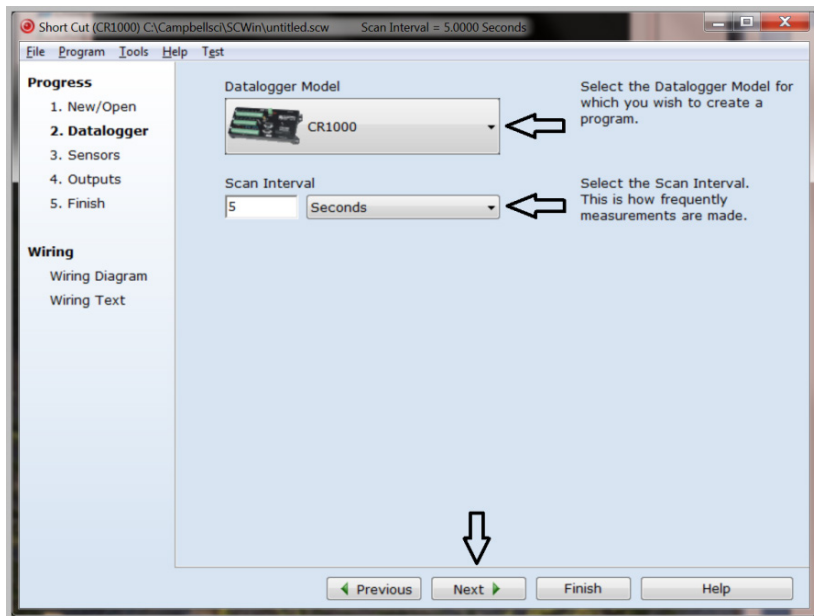 Short Cut (CR1000) C:\Campbellsci\SCWin\untitled.scw Scan Interval = 5.0000 Seconds
File Program Tools Help Test
Progress
1. New/Open
2. Datalogger
3. Sensors
4. Outputs
5. Finish
Wiring
Wiring Diagram
Wiring Text
Datalogger Model
CR1000
Select the Datalogger Model for
which you wish to create a
program.
Scan Interval
5 Seconds
Select the Scan Interval.
This is how frequently
measurements are made.
Previous Next Finish Help